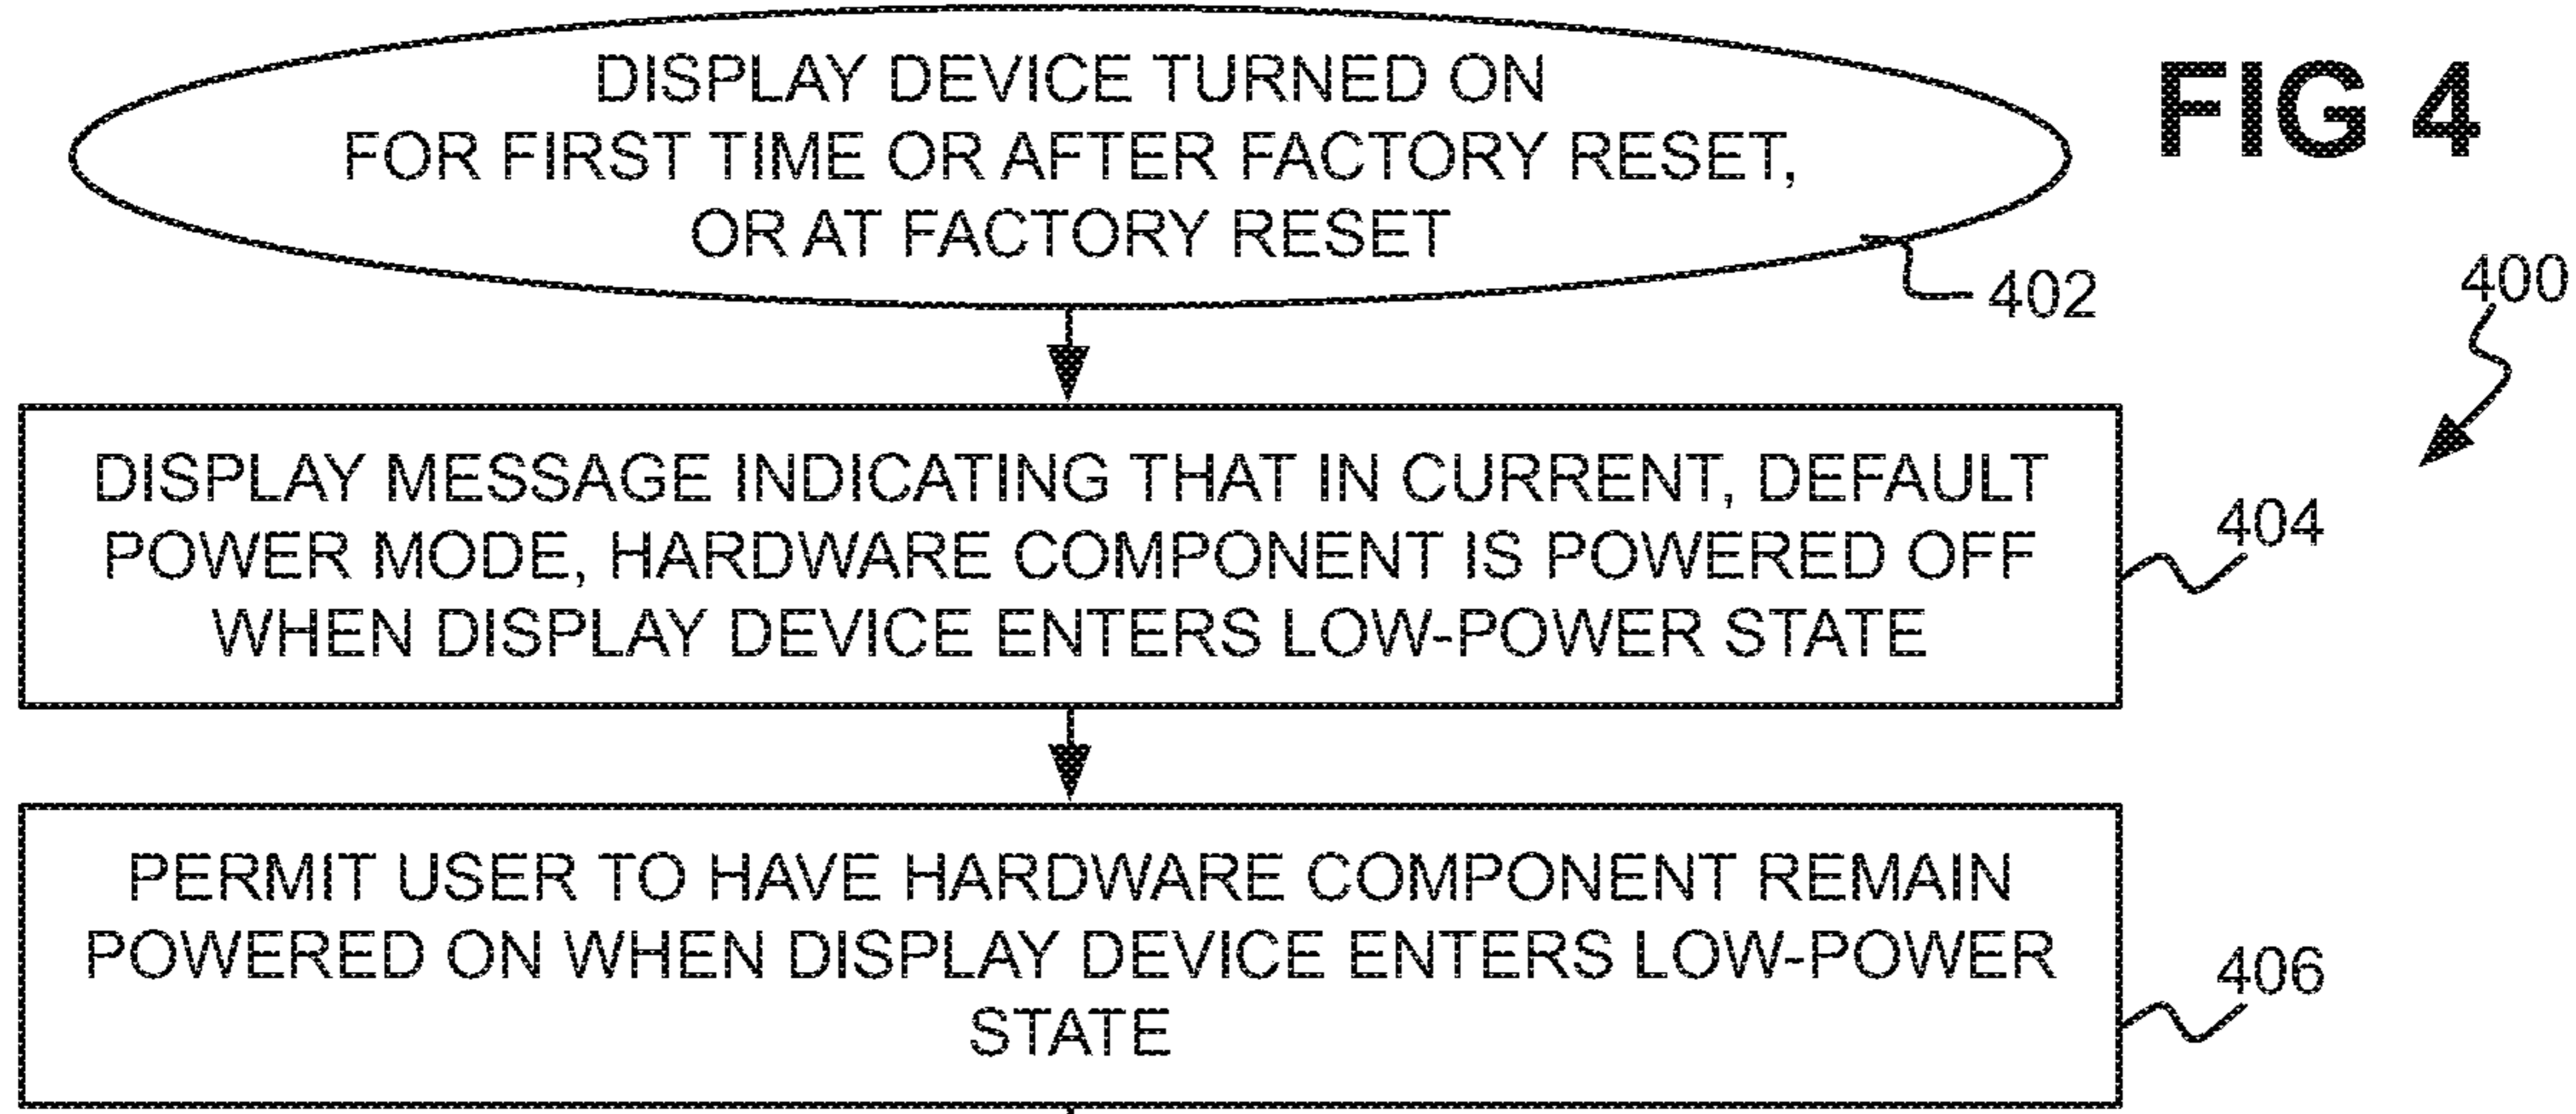 DISPLAY DEVICE TURNED ON
FOR FIRST TIME OR AFTER FACTORY RESET,
OR AT FACTORY RESET
FIG 4
402
400
DISPLAY MESSAGE INDICATING THAT IN CURRENT, DEFAULT
POWER MODE, HARDWARE COMPONENT IS POWERED OFF
WHEN DISPLAY DEVICE ENTERS LOW-POWER STATE
404
PERMIT USER TO HAVE HARDWARE COMPONENT REMAIN
POWERED ON WHEN DISPLAY DEVICE ENTERS LOW-POWER
STATE
406